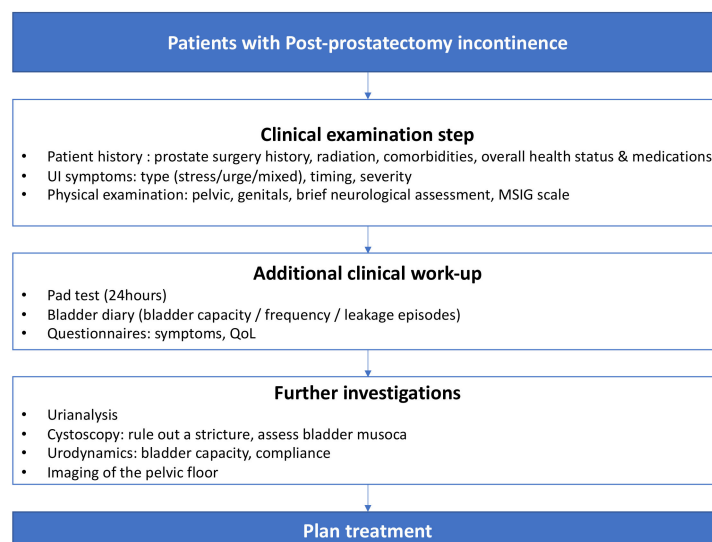 Patients with Post-prostatectomy incontinence
Clinical examination step
• Patient history : prostate surgery history, radiation, comorbidities, overall health status & medications
• UI symptoms: type (stress/urge/mixed), timing, severity
• Physical examination: pelvic, genitals, brief neurological assessment, MSIG scale
Additional clinical work-up
• Pad test (24hours)
• Bladder diary (bladder capacity / frequency / leakage episodes)
• Questionnaires: symptoms, QoL
Further investigations
• Urianalysis
• Cystoscopy: rule out a stricture, assess bladder musoca
• Urodynamics: bladder capacity, compliance
• Imaging of the pelvic floor
Plan treatment